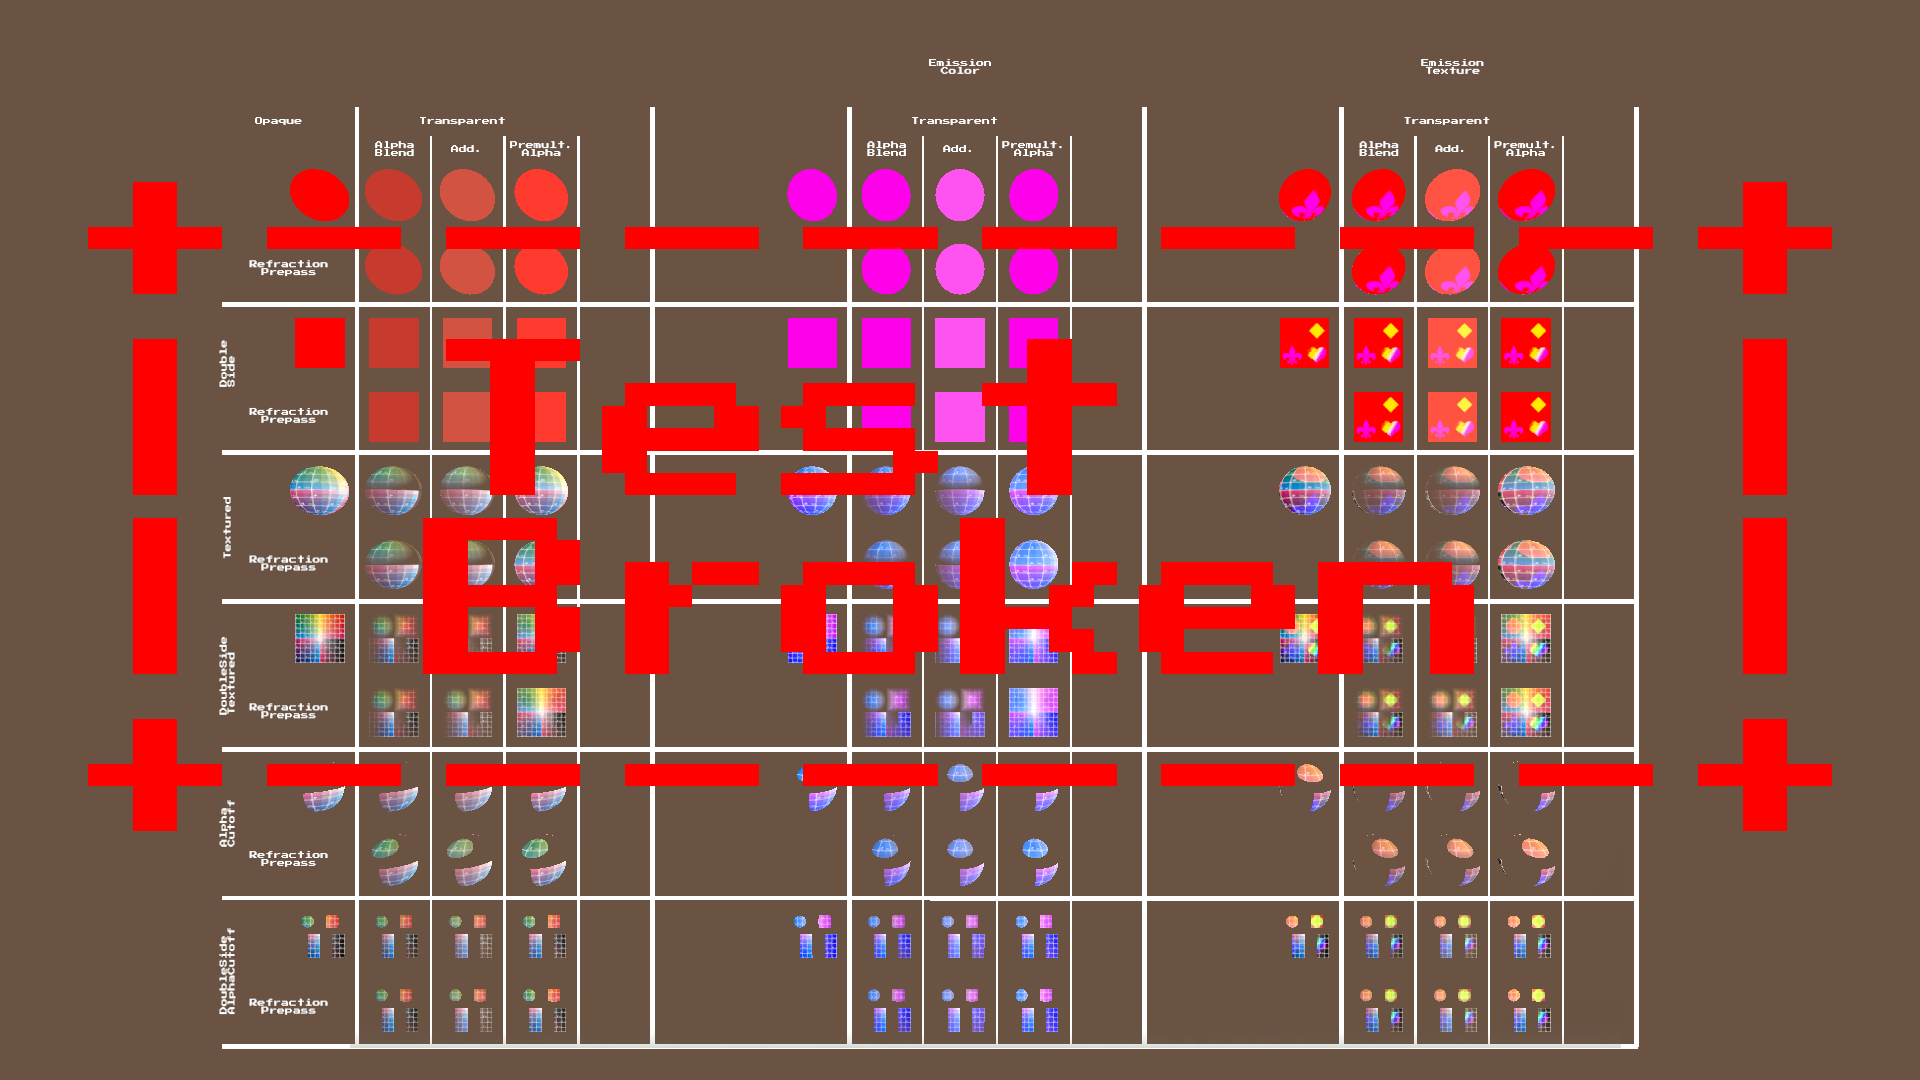 Emission
Color
Emission
Texture
Opaque
Transparent
Transparent
Transparent
Alpha
Blend
Add.
Premult.
Alpha
Alpha
Blend
Add.
Premult.
Alpha
Alpha
Blend
Add.
Premult.
Alpha
Refraction
Prepass
Double
Side
Refraction
Prepass
Test
Textured
Refraction
Prepass
Broken
DoubleSide
Textured
Refraction
Prepass
Alpha
Cutoff
Refraction
Prepass
DoubleSide
AlphaCutoff
Refraction
Prepass